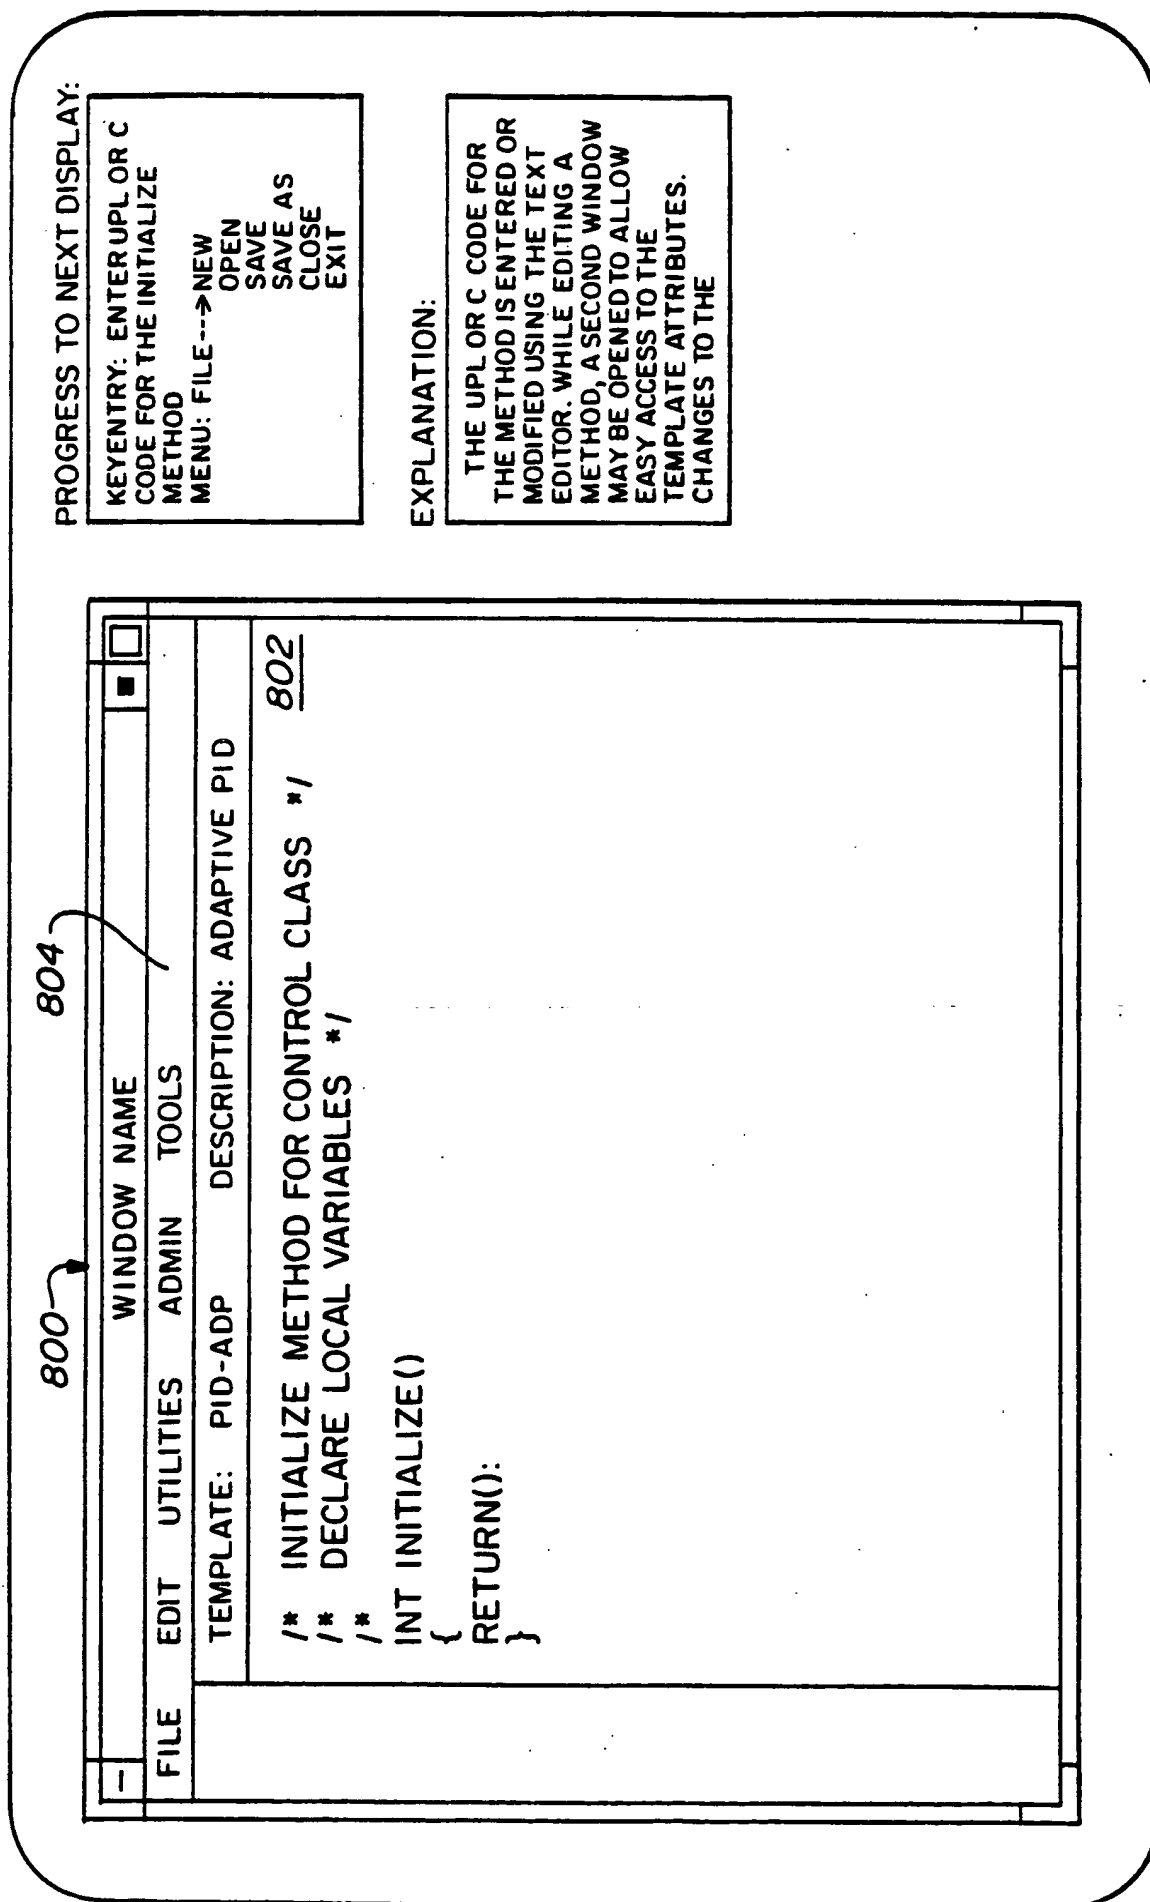 800
804
WINDOW NAME
FILE EDIT UTILITIES ADMIN TOOLS
TEMPLATE: PID-ADP DESCRIPTION: ADAPTIVE PID
802
/* INITIALIZE METHOD FOR CONTROL CLASS */
/* DECLARE LOCAL VARIABLES */
/*
INT INITIALIZE()
{
RETURN():
}
PROGRESS TO NEXT DISPLAY:
KEYENTRY: ENTER UPL OR C
CODE FOR THE INITIALIZE
METHOD
MENU: FILE--->NEW
OPEN
SAVE
SAVE AS
CLOSE
EXIT
EXPLANATION:
THE UPL OR C CODE FOR
THE METHOD IS ENTERED OR
MODIFIED USING THE TEXT
EDITOR. WHILE EDITING A
METHOD, A SECOND WINDOW
MAY BE OPENED TO ALLOW
EASY ACCESS TO THE
TEMPLATE ATTRIBUTES.
CHANGES TO THE